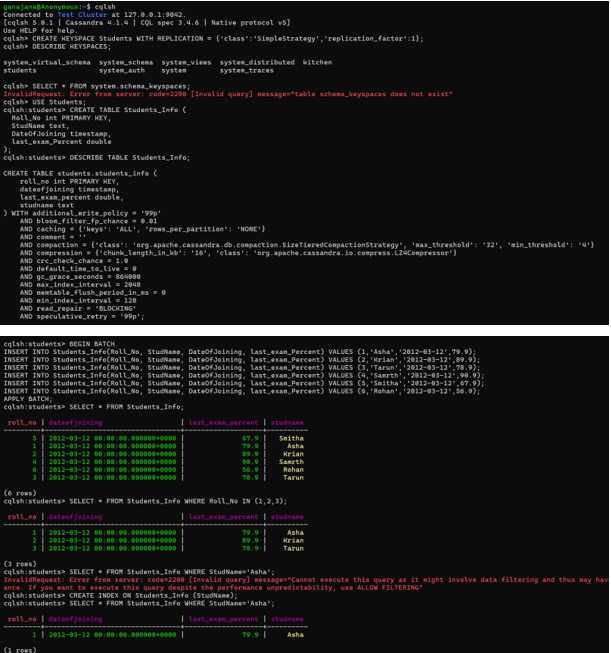 ganajana@Anonymous:~$ cqlsh
Connected to Test Cluster at 127.0.0.1:9042.
[cqlsh 5.0.1 | Cassandra 4.1.4 | CQL spec 3.4.6 | Native protocol v5]
Use HELP for help.
cqlsh> CREATE KEYSPACE Students WITH REPLICATION = {'class':'SimpleStrategy','replication_factor':1};
cqlsh> DESCRIBE KEYSPACES;
system_virtual_schema  system_schema  system_views  system_distributed  kitchen
students               system_auth    system        system_traces
cqlsh> SELECT * FROM system.schema_keyspaces;
InvalidRequest: Error from server: code=2200 [Invalid query] message="table schema_keyspaces does not exist"
cqlsh> USE Students;
cqlsh:students> CREATE TABLE Students_Info (
Roll_No int PRIMARY KEY,
StudName text,
DateOfJoining timestamp,
last_exam_Percent double
);
cqlsh:students> DESCRIBE TABLE Students_Info;
CREATE TABLE students.students_info (
roll_no int PRIMARY KEY,
dateofjoining timestamp,
last_exam_percent double,
studname text
) WITH additional_write_policy = '99p'
AND bloom_filter_fp_chance = 0.01
AND caching = {'keys': 'ALL', 'rows_per_partition': 'NONE'}
AND comment = ''
AND compaction = {'class': 'org.apache.cassandra.db.compaction.SizeTieredCompactionStrategy', 'max_threshold': '32', 'min_threshold': '4'}
AND compression = {'chunk_length_in_kb': '16', 'class': 'org.apache.cassandra.io.compress.LZ4Compressor'}
AND crc_check_chance = 1.0
AND default_time_to_live = 0
AND gc_grace_seconds = 864000
AND max_index_interval = 2048
AND memtable_flush_period_in_ms = 0
AND min_index_interval = 128
AND read_repair = 'BLOCKING'
AND speculative_retry = '99p';
cqlsh:students> BEGIN BATCH
INSERT INTO Students_Info(Roll_No, StudName, DateOfJoining, last_exam_Percent) VALUES (1,'Asha','2012-03-12',79.9);
INSERT INTO Students_Info(Roll_No, StudName, DateOfJoining, last_exam_Percent) VALUES (2,'Krian','2012-03-12',89.9);
INSERT INTO Students_Info(Roll_No, StudName, DateOfJoining, last_exam_Percent) VALUES (3,'Tarun','2012-03-12',78.9);
INSERT INTO Students_Info(Roll_No, StudName, DateOfJoining, last_exam_Percent) VALUES (4,'Samrth','2012-03-12',90.9);
INSERT INTO Students_Info(Roll_No, StudName, DateOfJoining, last_exam_Percent) VALUES (5,'Smitha','2012-03-12',67.9);
INSERT INTO Students_Info(Roll_No, StudName, DateOfJoining, last_exam_Percent) VALUES (6,'Rohan','2012-03-12',56.9);
APPLY BATCH;
cqlsh:students> SELECT * FROM Students_Info;
roll_no | dateofjoining | last_exam_percent | studname
5 | 2012-03-12 00:00:00.000000+0000 | 67.9 | Smitha
1 | 2012-03-12 00:00:00.000000+0000 | 79.9 | Asha
2 | 2012-03-12 00:00:00.000000+0000 | 89.9 | Krian
4 | 2012-03-12 00:00:00.000000+0000 | 90.9 | Samrth
6 | 2012-03-12 00:00:00.000000+0000 | 56.9 | Rohan
3 | 2012-03-12 00:00:00.000000+0000 | 78.9 | Tarun
(6 rows)
cqlsh:students> SELECT * FROM Students_Info WHERE Roll_No IN (1,2,3);
roll_no | dateofjoining | last_exam_percent | studname
1 | 2012-03-12 00:00:00.000000+0000 | 79.9 | Asha
2 | 2012-03-12 00:00:00.000000+0000 | 89.9 | Krian
3 | 2012-03-12 00:00:00.000000+0000 | 78.9 | Tarun
(3 rows)
cqlsh:students> SELECT * FROM Students_Info WHERE StudName='Asha';
InvalidRequest: Error from server: code=2200 [Invalid query] message="Cannot execute this query as it might involve data filtering and thus may hav
ance. If you want to execute this query despite the performance unpredictability, use ALLOW FILTERING"
cqlsh:students> CREATE INDEX ON Students_Info (StudName);
cqlsh:students> SELECT * FROM Students_Info WHERE StudName='Asha';
roll_no | dateofjoining | last_exam_percent | studname
1 | 2012-03-12 00:00:00.000000+0000 | 79.9 | Asha
(1 rows)